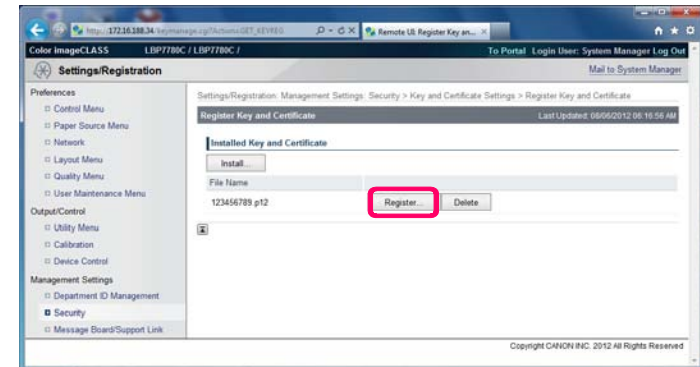 http://172.16.188.34/keymanage.cgi?Actions=GET_KEYREG
Remote UI: Register Key an...
Color imageCLASS LBP7780C / LBP7780C /
To Portal Login User: System Manager Log Out
Settings/Registration
Mail to System Manager
Preferences
Control Menu
Paper Source Menu
Network
Layout Menu
Quality Menu
User Maintenance Menu
Output/Control
Utility Menu
Calibration
Device Control
Management Settings
Department ID Management
Security
Message Board/Support Link
Settings/Registration: Management Settings: Security > Key and Certificate Settings > Register Key and Certificate
Register Key and Certificate
Last Updated: 06/06/2012 06:16:56 AM
Installed Key and Certificate
Install...
File Name
123456789.p12
Register...
Delete
Copyright CANON INC. 2012 All Rights Reserved